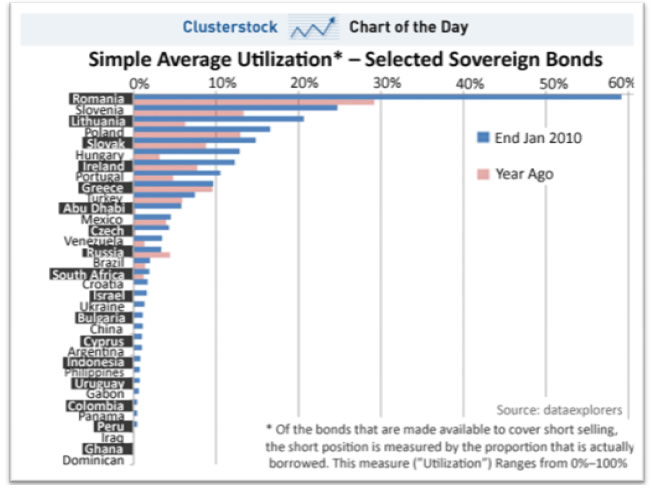 Clusterstock Chart of the Day
Simple Average Utilization* – Selected Sovereign Bonds
0% 10% 20% 30% 40% 50% 60%
Romania
Slovenia
Lithuania
Poland
Slovak
Hungary
Ireland
Portugal
Greece
Turkey
Abu Dhabi
Mexico
Czech
Venezuela
Russia
Brazil
South Africa
Croatia
Israel
Ukraine
Bulgaria
China
Cyprus
Argentina
Indonesia
Philippines
Uruguay
Gabon
Colombia
Panama
Peru
Iraq
Ghana
Dominican
End Jan 2010
Year Ago
Source: dataexplorers
* Of the bonds that are made available to cover short selling,
the short position is measured by the proportion that is actually
borrowed. This measure ("Utilization") Ranges from 0%–100%